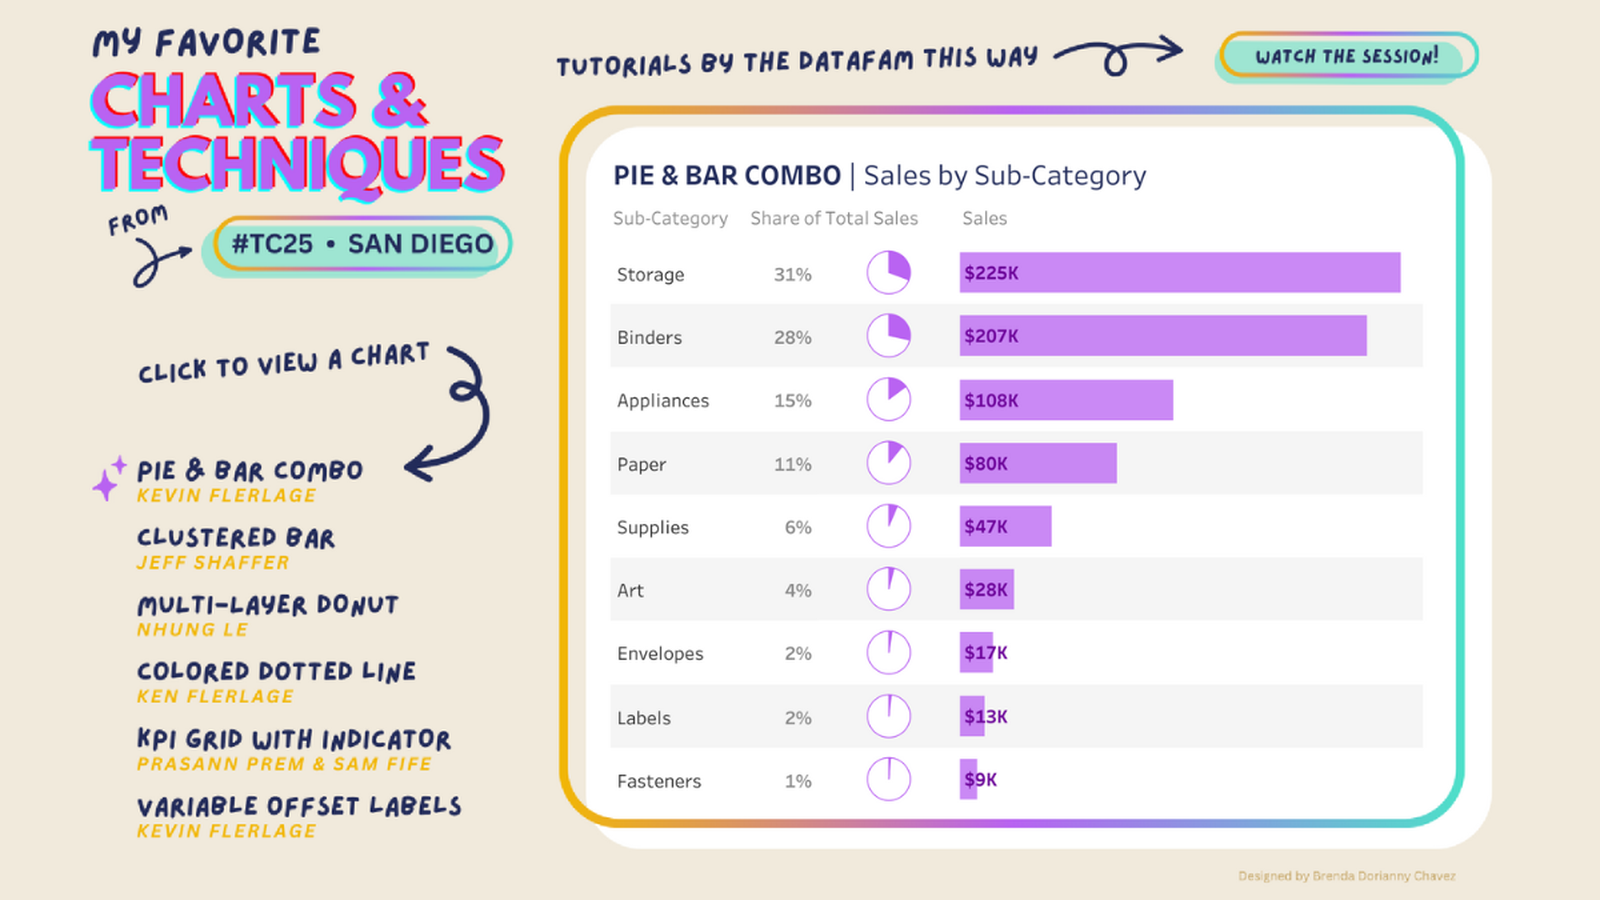 MY FAVORITE
CHARTS &
TECHNIQUES
FROM
#TC25 • SAN DIEGO
CLICK TO VIEW A CHART
PIE & BAR COMBO
KEVIN FLERLAGE
CLUSTERED BAR
JEFF SHAFFER
MULTI-LAYER DONUT
NHUNG LE
COLORED DOTTED LINE
KEN FLERLAGE
KPI GRID WITH INDICATOR
PRASANN PREM & SAM FIFE
VARIABLE OFFSET LABELS
KEVIN FLERLAGE
TUTORIALS BY THE DATAFAM THIS WAY
WATCH THE SESSION!
PIE & BAR COMBO | Sales by Sub-Category
Sub-Category Share of Total Sales Sales
Storage 31% $225K
Binders 28% $207K
Appliances 15% $108K
Paper 11% $80K
Supplies 6% $47K
Art 4% $28K
Envelopes 2% $17K
Labels 2% $13K
Fasteners 1% $9K
Designed by Brenda Dorianny Chavez